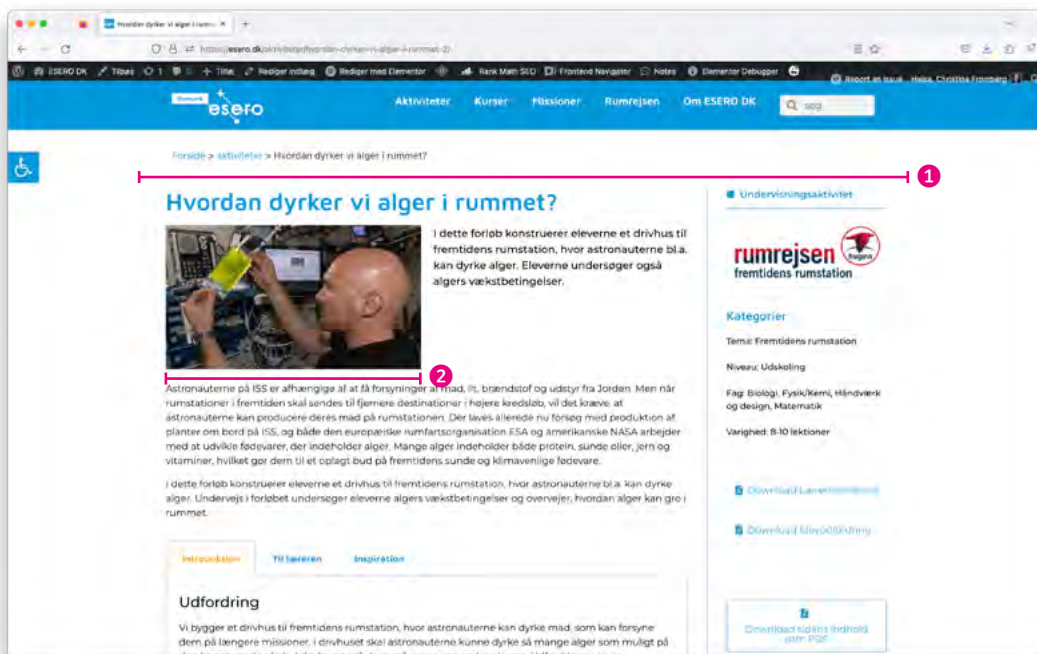 Hvordan dyrker vi alger i rumm
https://esero.dk/aktiviteter/hvordan-dyrker-vi-alger-i-rummet-2/
ESERO DK Tilpas 1 Tilføj Rediger indlæg Rediger med Elementor Rank Math SEO Frontend Navigator Notes Elementor Debugger Report an issue Christina Fromberg
esero
Aktiviteter Kurser Missioner Rumrejsen Om ESERO DK søg
Forside > aktiviteter > Hvordan dyrker vi alger i rummet?
1
Hvordan dyrker vi alger i rummet?
I dette forløb konstruerer eleverne et drivhus til
fremtidens rumstation, hvor astronauterne bl.a.
kan dyrke alger. Eleverne undersøger også
algers vækstbetingelser.
2
Astronauterne på ISS er afhængige af at få forsyninger af mad, ilt, brændstof og udstyr fra Jorden. Men når
rumstationer i fremtiden skal sendes til fjernere destinationer i højere kredsløb, vil det kræve, at
astronauterne kan producere deres mad på rumstationen. Der laves allerede nu forsøg med produktion af
planter om bord på ISS, og både den europæiske rumfartsorganisation ESA og amerikanske NASA arbejder
med at udvikle fødevarer, der indeholder alger. Mange alger indeholder både protein, sunde olier, jern og
vitaminer, hvilket gør dem til et oplagt bud på fremtidens sunde og klimavenlige fødevare.
I dette forløb konstruerer eleverne et drivhus til fremtidens rumstation, hvor astronauterne bl.a. kan dyrke
alger. Undervejs i forløbet undersøger eleverne algers vækstbetingelser og overvejer, hvordan alger kan gro i
rummet.
Introduktion Til læreren Inspiration
Udfordring
Vi bygger et drivhus til fremtidens rumstation, hvor astronauterne kan dyrke mad, som kan forsyne
dem på længere missioner. I drivhuset skal astronauterne kunne dyrke så mange alger som muligt på
Undervisningsaktivitet
rumrejsen
fremtidens rumstation
Kategorier
Tema: Fremtidens rumstation
Niveau: Udskoling
Fag: Biologi, Fysik/Kemi, Håndværk
og design, Matematik
Varighed: 8-10 lektioner
Download Lærervejledning
Download Elevudfordring
Download sidens indhold
som PDF